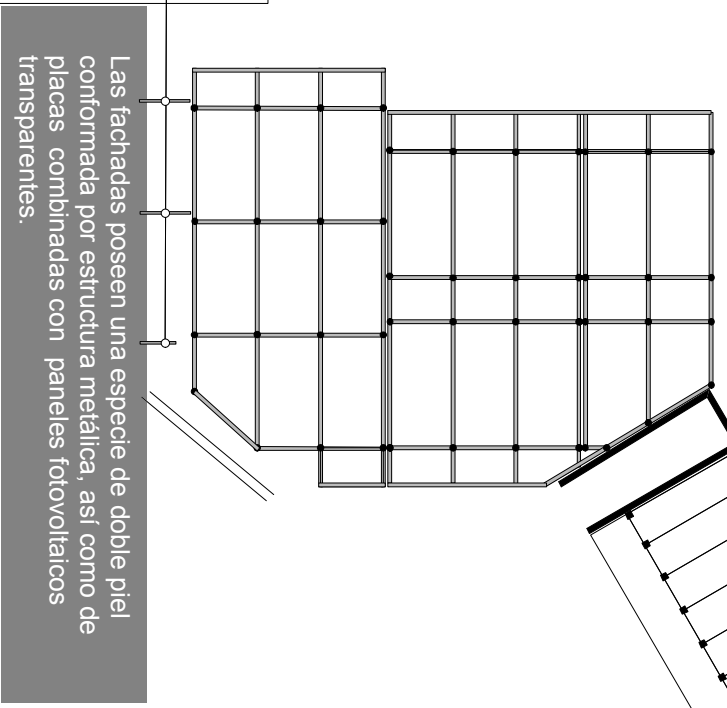 Las fachadas poseen una especie de doble piel
conformada por estructura metálica, así como de
placas combinadas con paneles fotovoltaicos
transparentes.